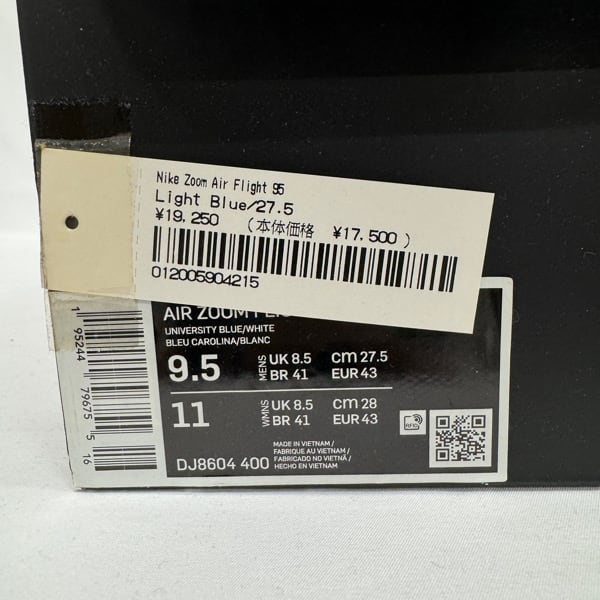 Nike Zoom Air Flight 95
Light Blue/27.5
¥19,250 (本体価格 ¥17,500)
012005904215
AIR ZOOM
UNIVERSITY BLUE/WHITE
BLEU CAROLINA/BLANC
9.5 MENS UK 8.5 CM 27.5
BR 41 EUR 43
11 WMNS UK 8.5 CM 28
BR 41 EUR 43
MADE IN VIETNAM /
FABRIQUE AU VIETNAM /
FABRICADO NO VIETNÃ /
HECHO EN VIETNAM
DJ8604 400
RFID
1 95244 79675 5 16